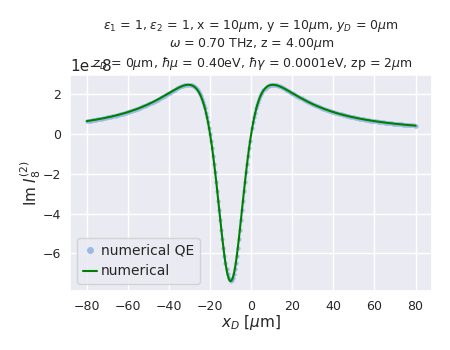 ε₁ = 1, ε₂ = 1, x = 10μm, y = 10μm, y_D = 0μm
ω = 0.70 THz, z = 4.00μm
z_D = 0μm, ħμ = 0.40eV, ħγ = 0.0001eV, zp = 2μm
1e−8
2
0
−2
−4
−6
Im I₈⁽²⁾
numerical QE
numerical
−80 −60 −40 −20 0 20 40 60 80
x_D [μm]